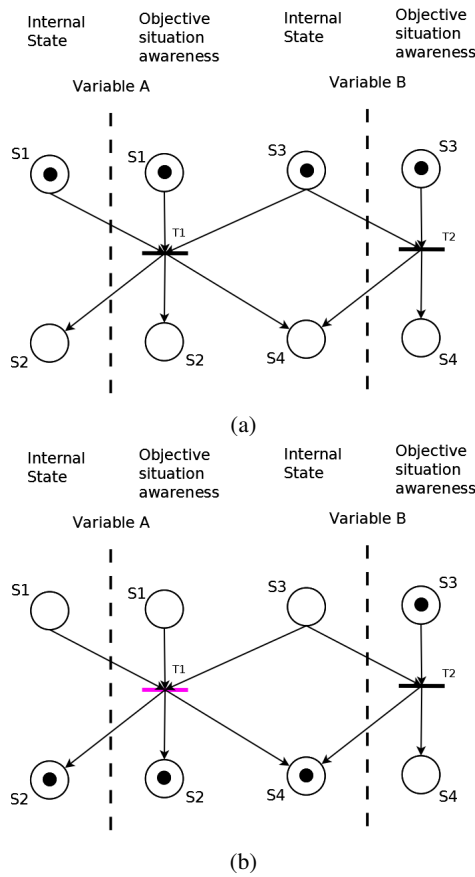 Internal State
Objective situation awareness
Internal State
Objective situation awareness
Variable A
Variable B
S1
S1
S3
S3
T1
T2
S2
S2
S4
S4
(a)
Internal State
Objective situation awareness
Internal State
Objective situation awareness
Variable A
Variable B
S1
S1
S3
S3
T1
T2
S2
S2
S4
S4
(b)